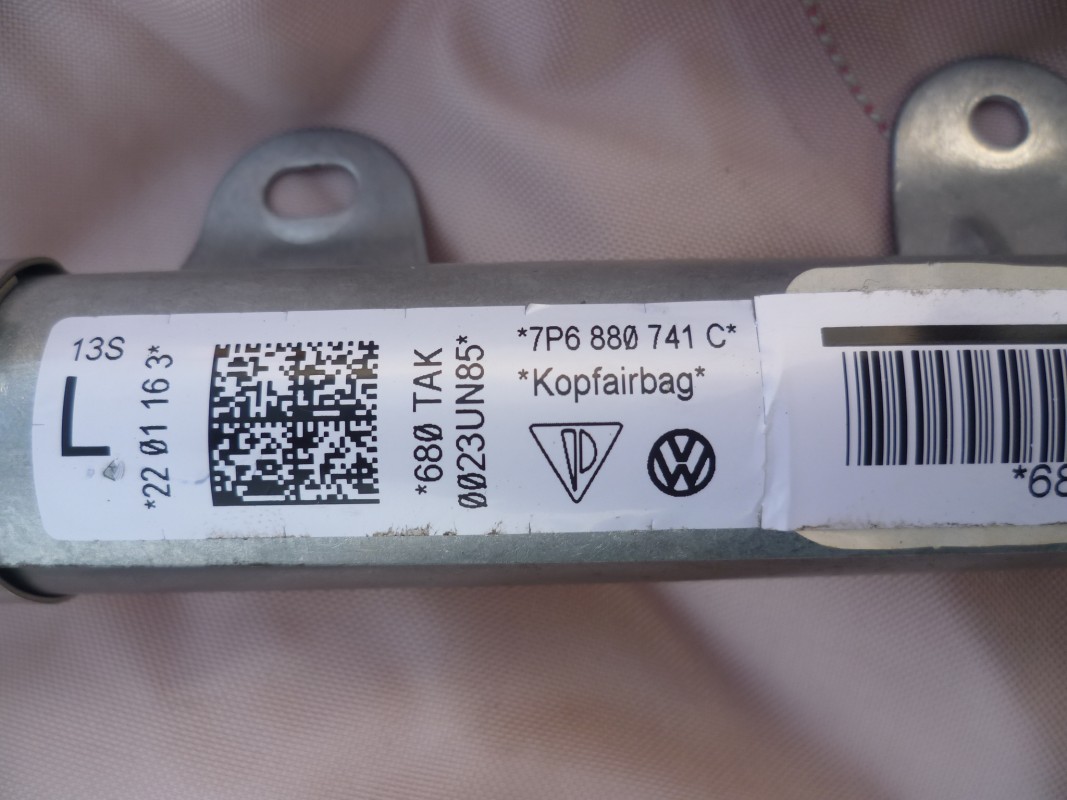 13S
L
*22 01 16 3*
*680 TAK
0023UN85*
*7P6 880 741 C*
*Kopfairbag*
*68